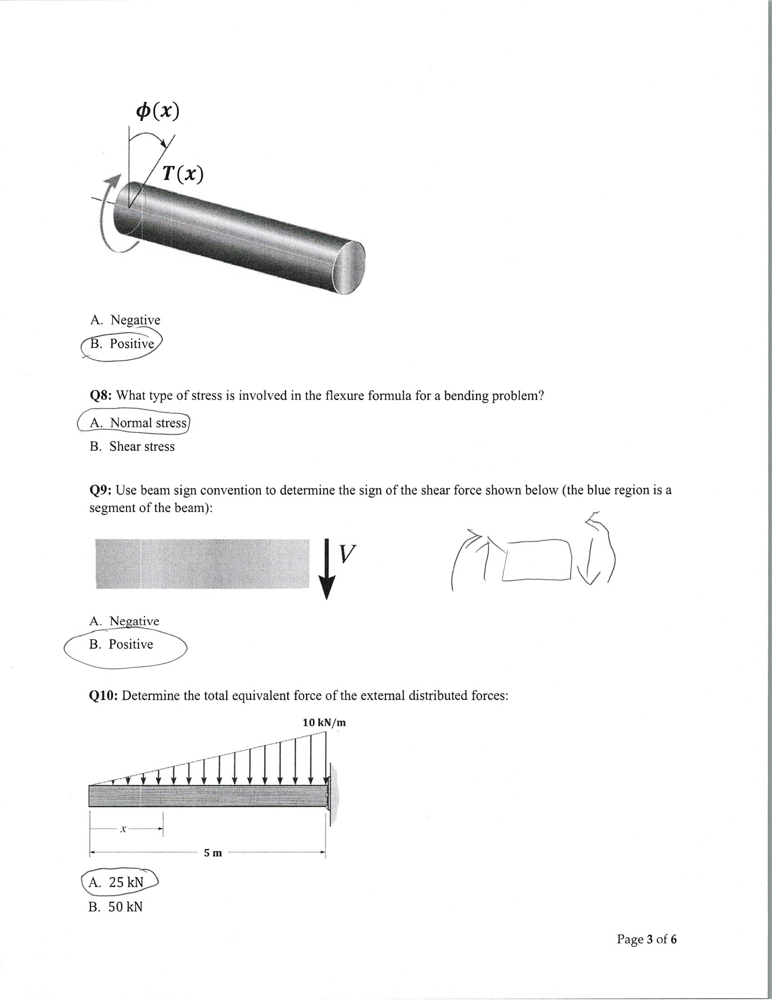 ϕ(x)
T(x)
A. Negative
B. Positive
Q8: What type of stress is involved in the flexure formula for a bending problem?
A. Normal stress
B. Shear stress
Q9: Use beam sign convention to determine the sign of the shear force shown below (the blue region is a
segment of the beam):
V
A. Negative
B. Positive
Q10: Determine the total equivalent force of the external distributed forces:
10 kN/m
x
5 m
A. 25 kN
B. 50 kN
Page 3 of 6